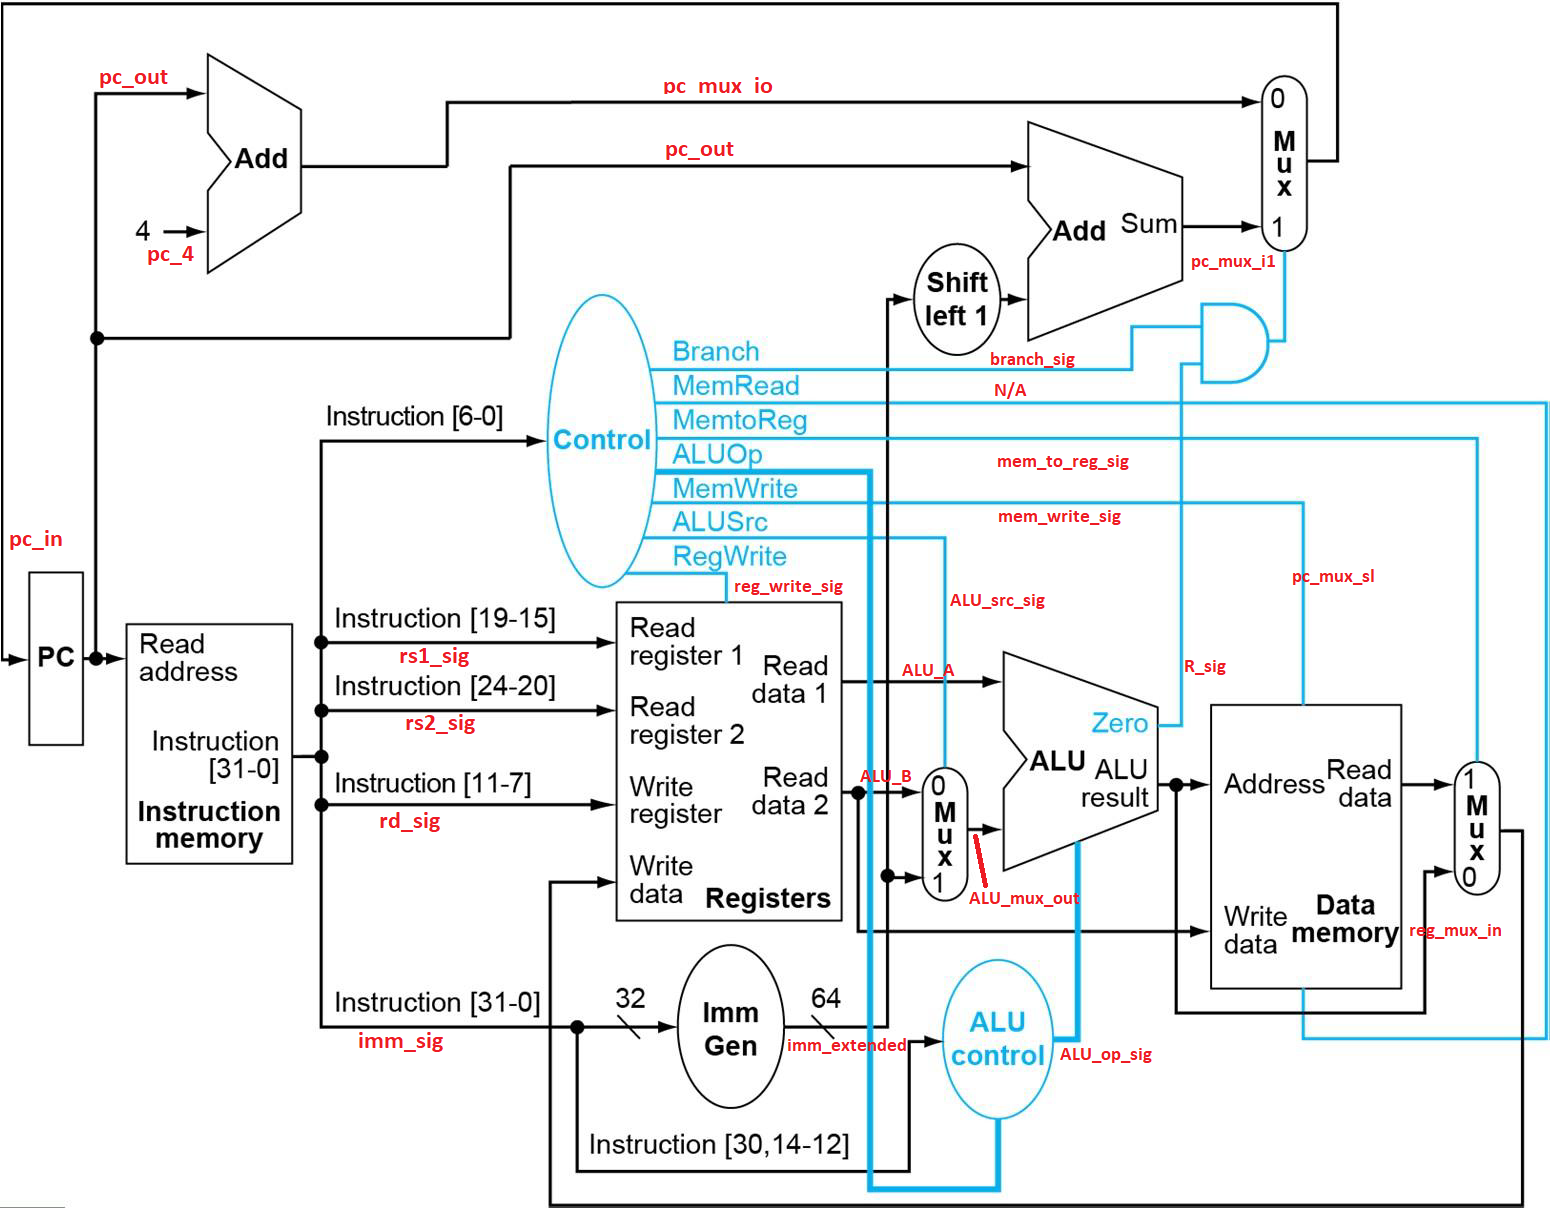 pc_out
pc_mux_io
0
Mux
pc_out
Add
4
pc_4
Add
Sum
1
pc_mux_i1
Shift
left 1
Branch
branch_sig
MemRead
N/A
Instruction [6-0]
MemtoReg
Control
ALUOp
mem_to_reg_sig
MemWrite
mem_write_sig
ALUSrc
pc_in
RegWrite
reg_write_sig
pc_mux_sl
ALU_src_sig
PC
Read
address
Instruction [19-15]
rs1_sig
Read
register 1
Read
data 1
ALU_A
R_sig
Instruction [24-20]
rs2_sig
Read
register 2
Zero
Instruction
[31-0]
Instruction
memory
Instruction [11-7]
rd_sig
Write
register
Read
data 2
ALU_B
0
Mux
1
ALU
ALU
result
Address
Read
data
1
Mux
0
Write
data
Registers
ALU_mux_out
Write
data
Data
memory
reg_mux_in
Instruction [31-0]
imm_sig
32
Imm
Gen
64
imm_extended
ALU
control
ALU_op_sig
Instruction [30,14-12]